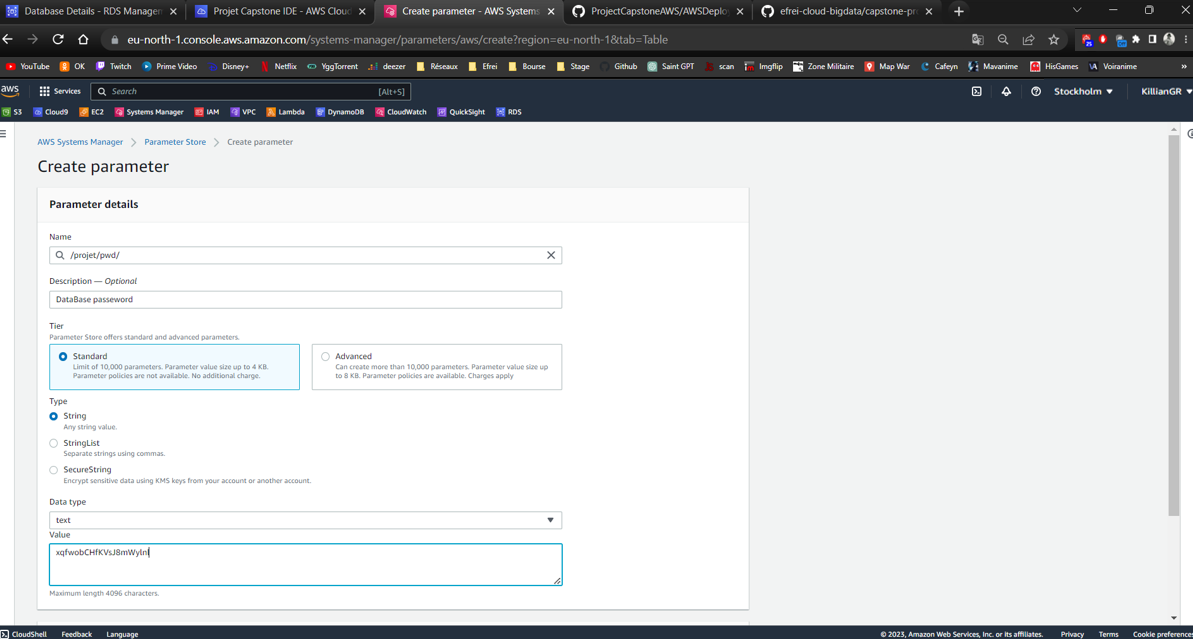 Database Details - RDS Managem
Projet Capstone IDE - AWS Cloud
Create parameter - AWS Systems
ProjectCapstoneAWS/AWSDeploy
efrei-cloud-bigdata/capstone-pro
eu-north-1.console.aws.amazon.com/systems-manager/parameters/aws/create?region=eu-north-1&tab=Table
YouTube OK Twitch Prime Video Disney+ Netflix YggTorrent deezer Réseaux Efrei Bourse Stage Github Saint GPT scan Imgflip Zone Militaire Map War Cafeyn Mavanime HisGames Voiranime »
aws Services Search [Alt+S] Stockholm KillianGR
S3 Cloud9 EC2 Systems Manager IAM VPC Lambda DynamoDB CloudWatch QuickSight RDS
AWS Systems Manager > Parameter Store > Create parameter
Create parameter
Parameter details
Name
/projet/pwd/
Description — Optional
DataBase passeword
Tier
Parameter Store offers standard and advanced parameters.
Standard
Limit of 10,000 parameters. Parameter value size up to 4 KB.
Parameter policies are not available. No additional charge.
Advanced
Can create more than 10,000 parameters. Parameter value size up
to 8 KB. Parameter policies are available. Charges apply
Type
String
Any string value.
StringList
Separate strings using commas.
SecureString
Encrypt sensitive data using KMS keys from your account or another account.
Data type
text
Value
Maximum length 4096 characters.
CloudShell Feedback Language © 2023, Amazon Web Services, Inc. or its affiliates. Privacy Terms Cookie preferences